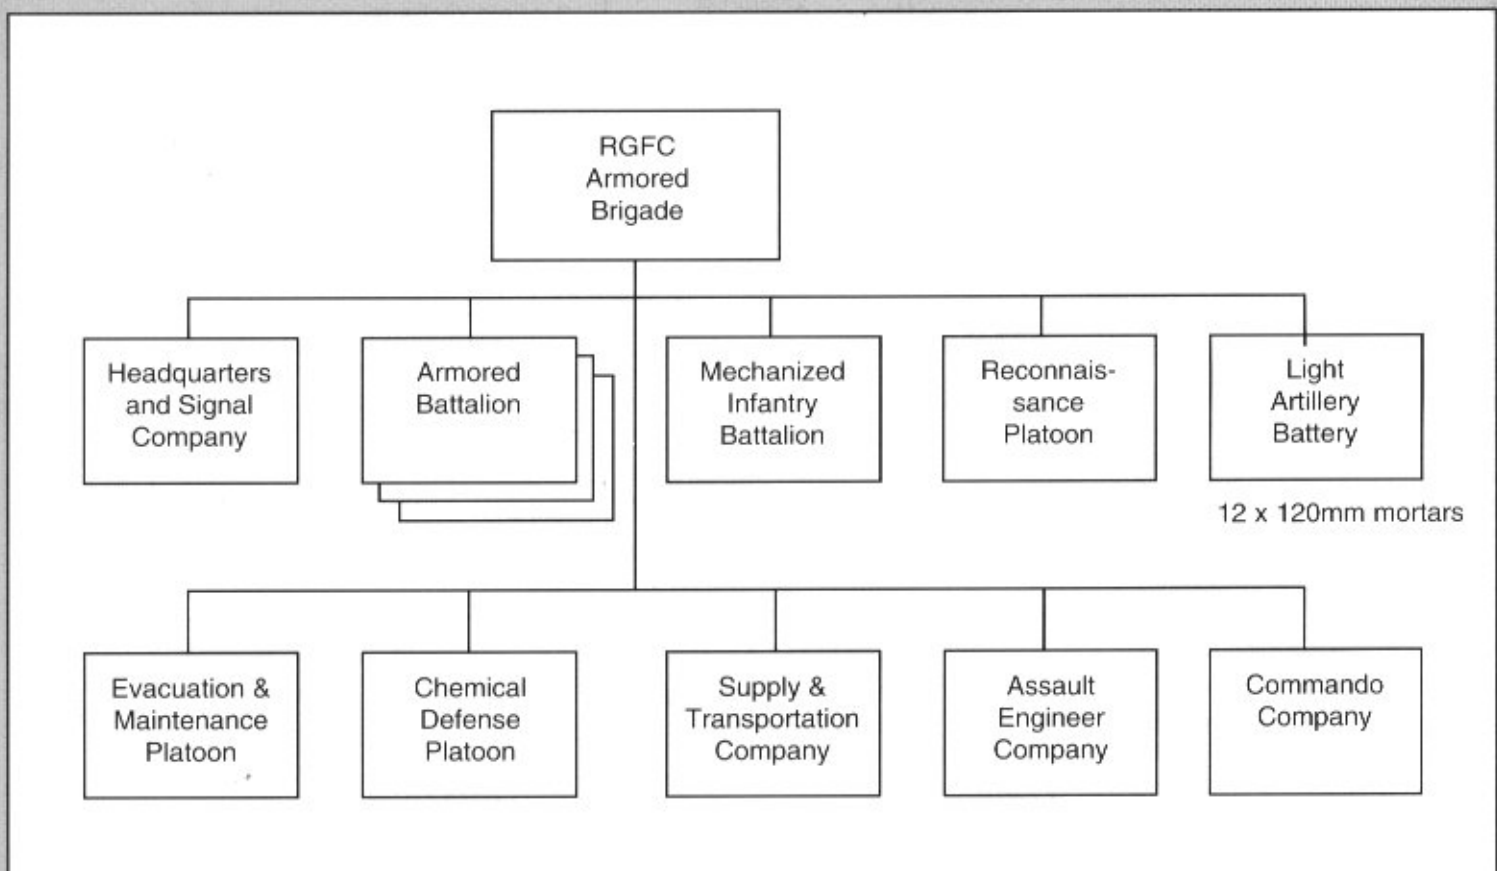 RGFC
Armored
Brigade
Headquarters
and Signal
Company
Armored
Battalion
Mechanized
Infantry
Battalion
Reconnais-
sance
Platoon
Light
Artillery
Battery
12 x 120mm mortars
Evacuation &
Maintenance
Platoon
Chemical
Defense
Platoon
Supply &
Transportation
Company
Assault
Engineer
Company
Commando
Company